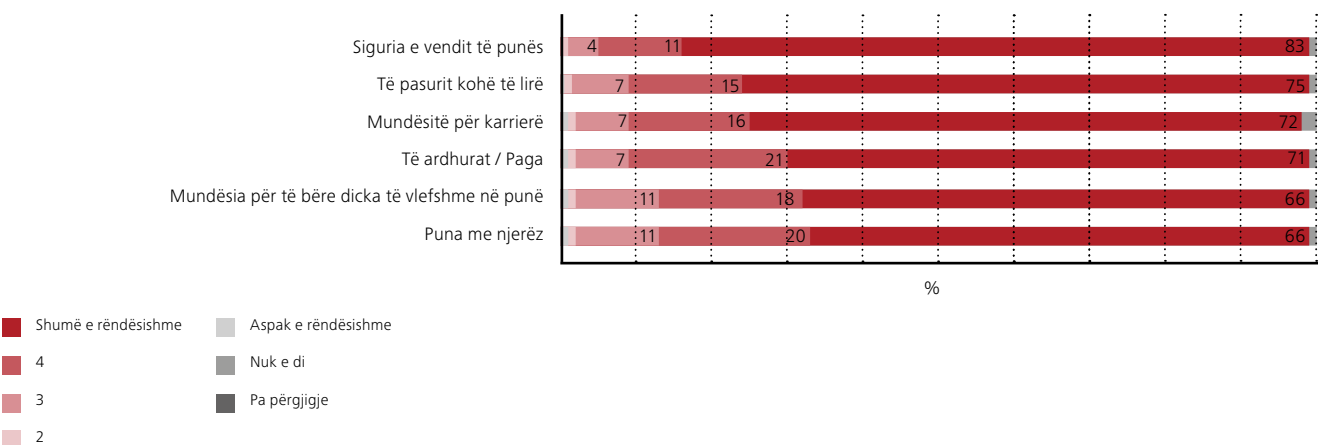 Siguria e vendit të punës 4 11 83
Të pasurit kohë të lirë 7 15 75
Mundësitë për karrierë 7 16 72
Të ardhurat / Paga 7 21 71
Mundësia për të bëre dicka të vlefshme në punë 11 18 66
Puna me njerëz 11 20 66
%
Shumë e rëndësishme
4
3
2
Aspak e rëndësishme
Nuk e di
Pa përgjigje